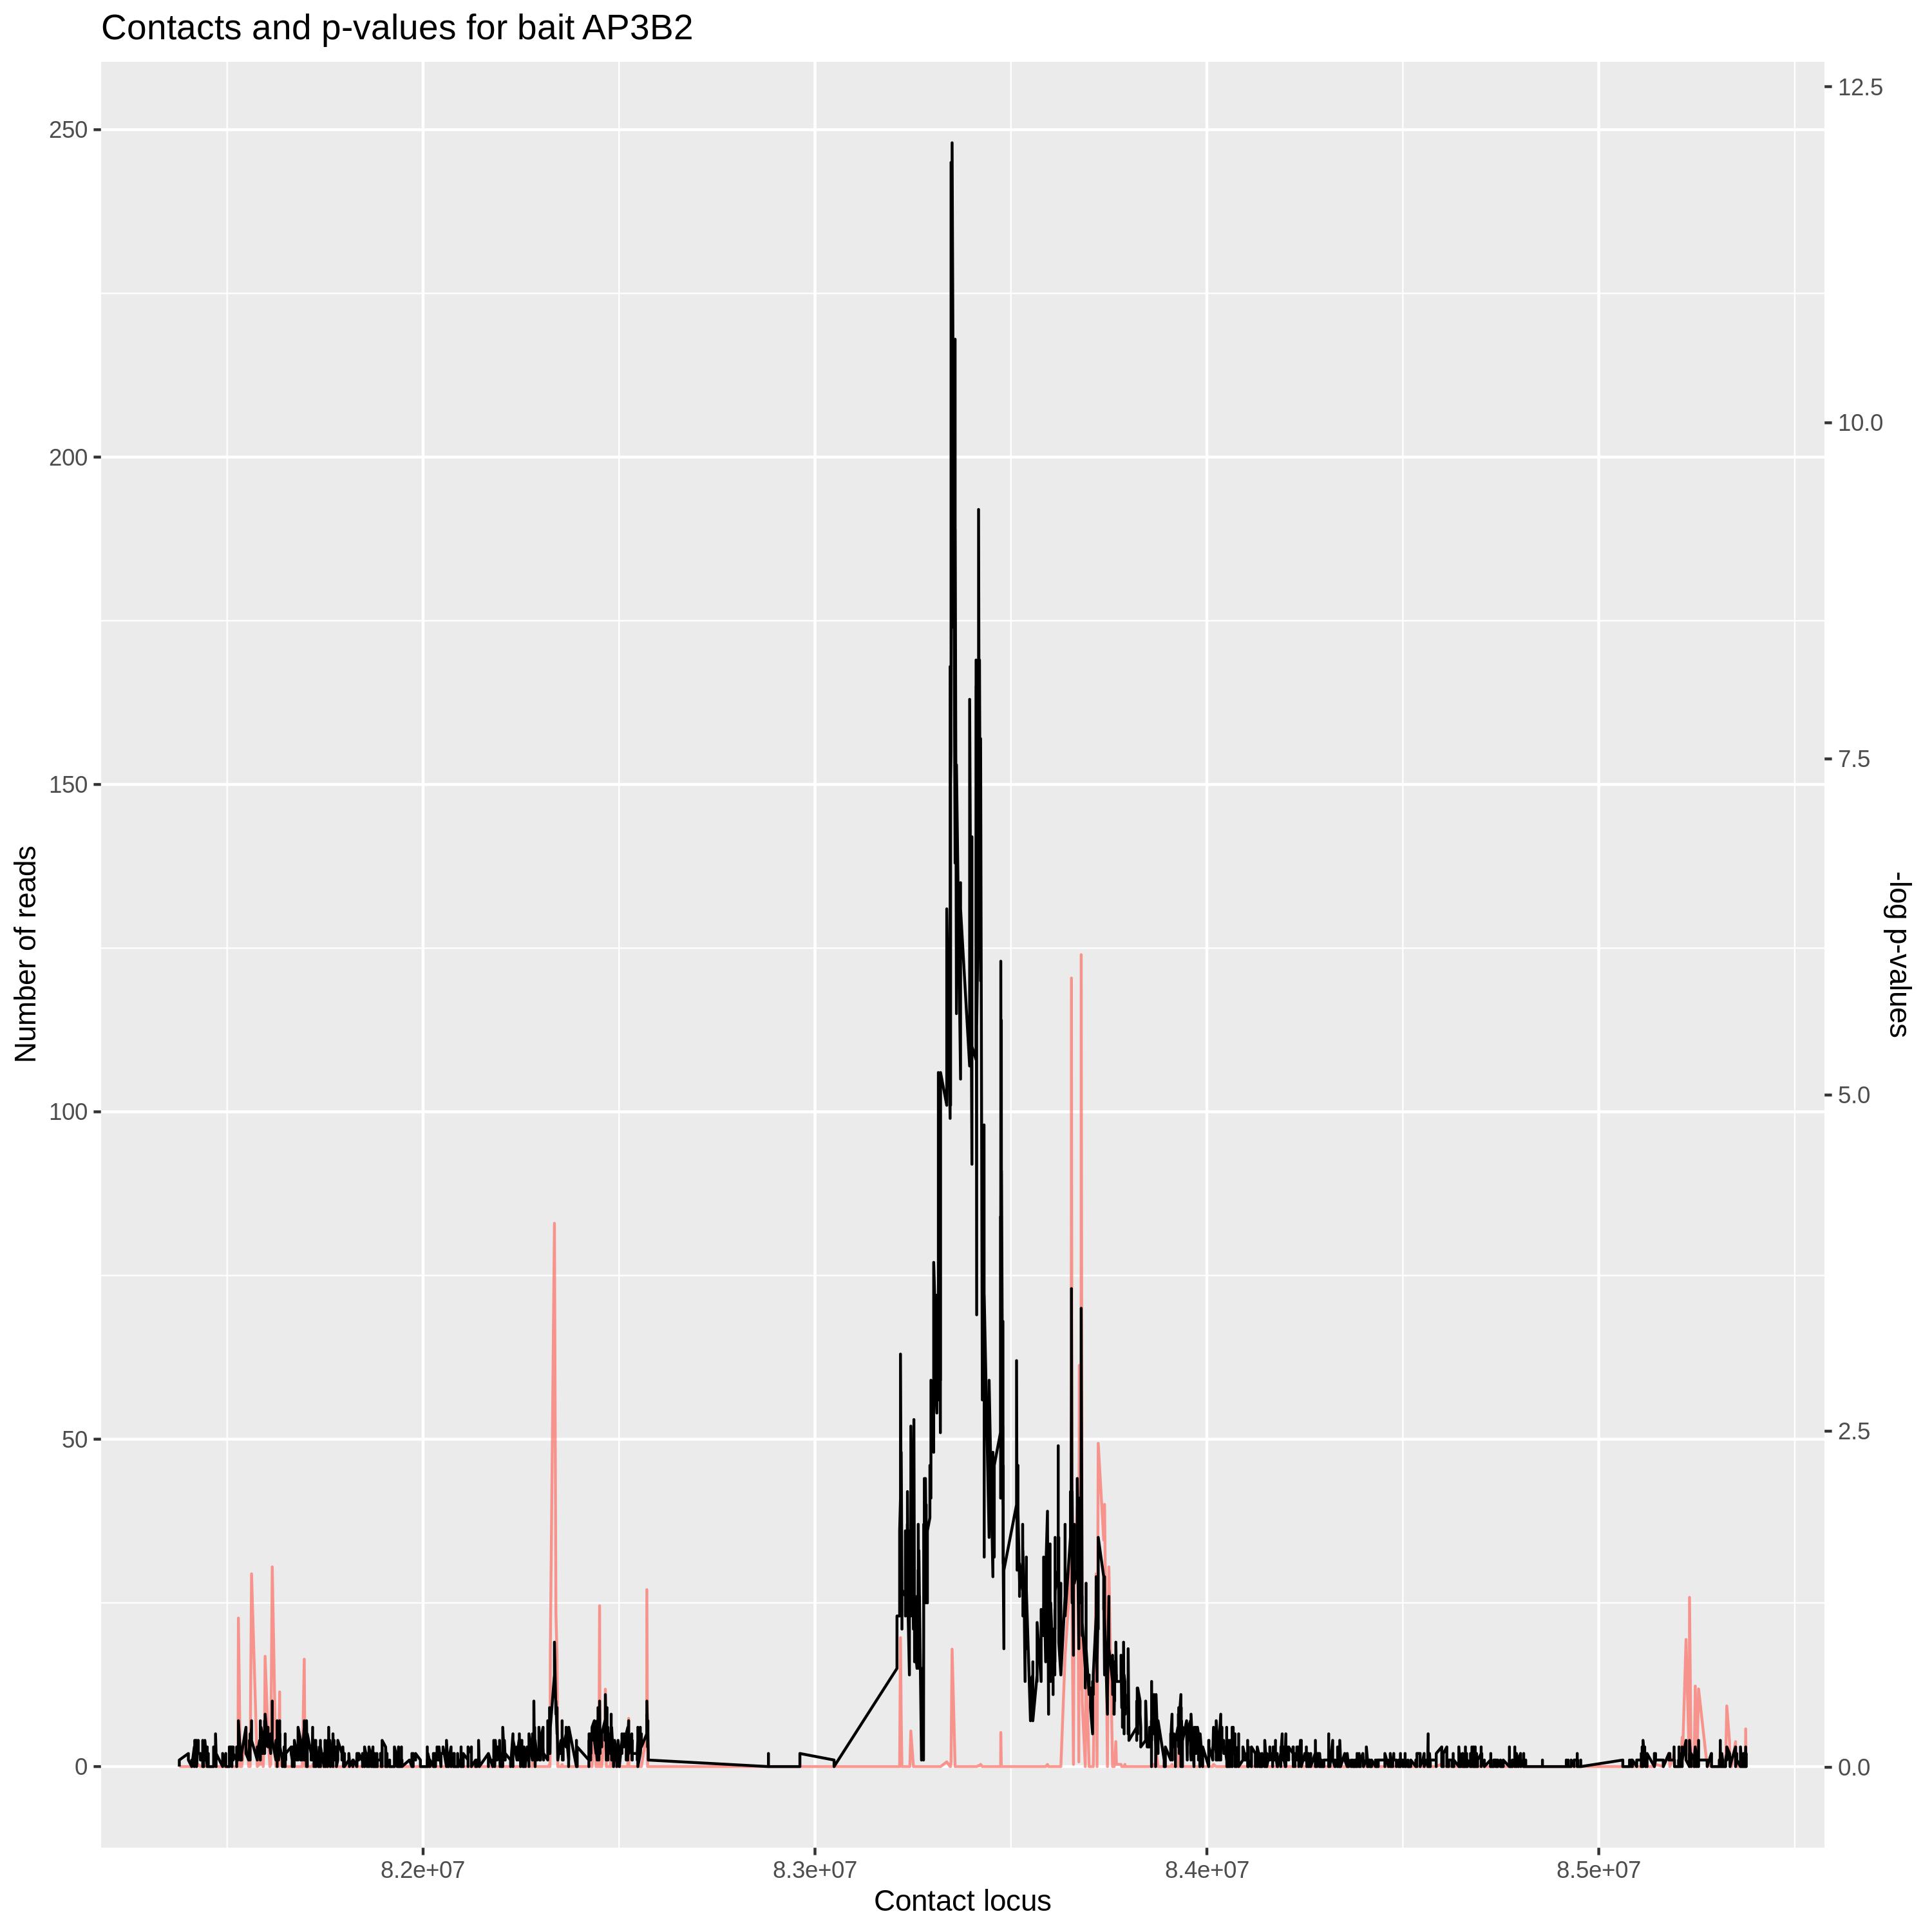 Contacts and p-values for bait AP3B2
Number of reads
250
200
150
100
50
0
12.5
10.0
7.5
5.0
2.5
0.0
-log p-values
8.2e+07
8.3e+07
8.4e+07
8.5e+07
Contact locus